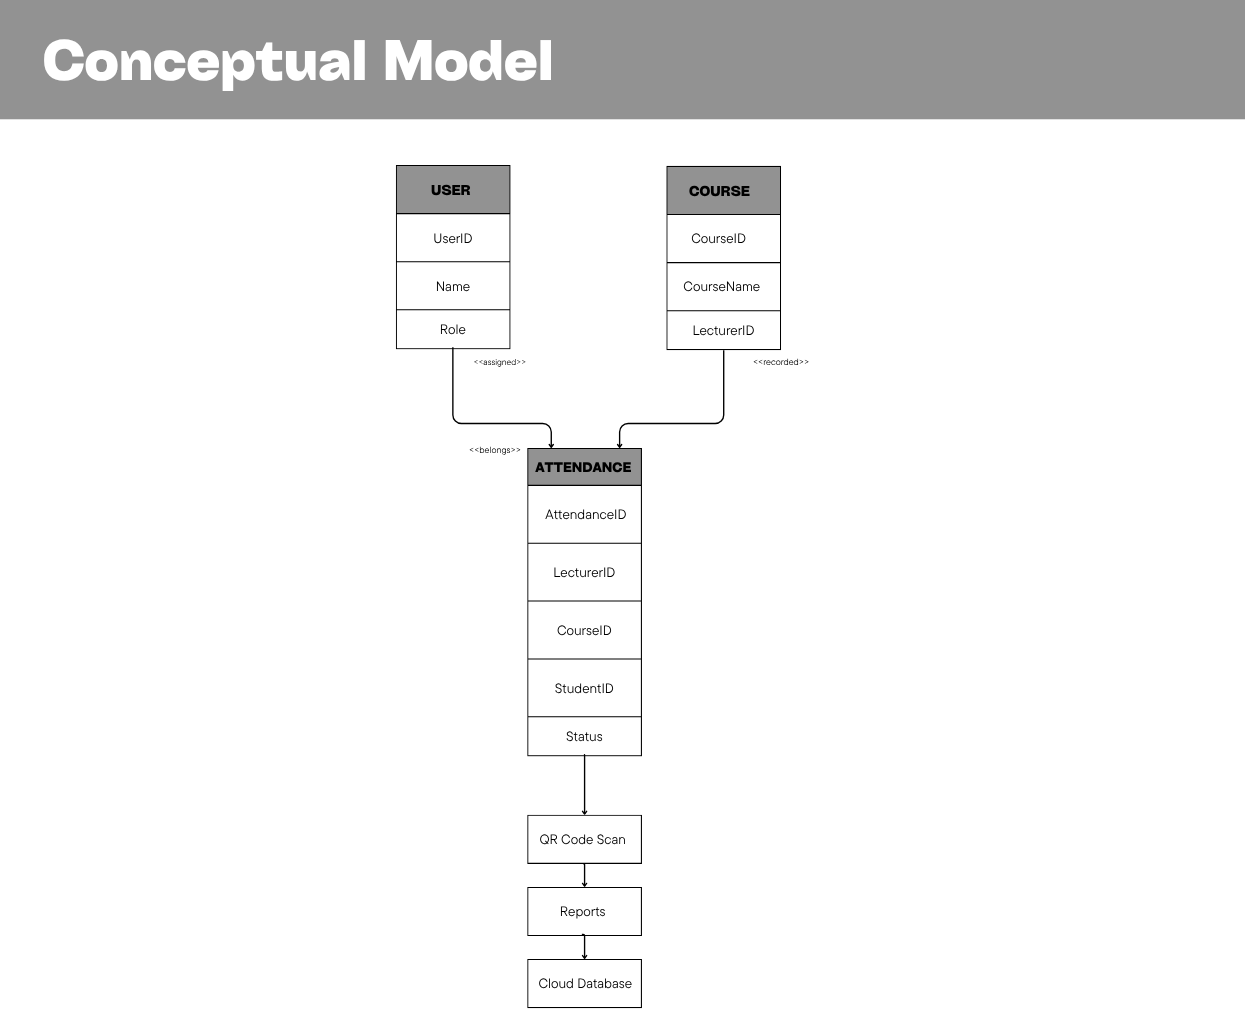 Conceptual Model
USER
UserID
Name
Role
<<assigned>>
COURSE
CourseID
CourseName
LecturerID
<<recorded>>
<<belongs>>
ATTENDANCE
AttendanceID
LecturerID
CourseID
StudentID
Status
QR Code Scan
Reports
Cloud Database